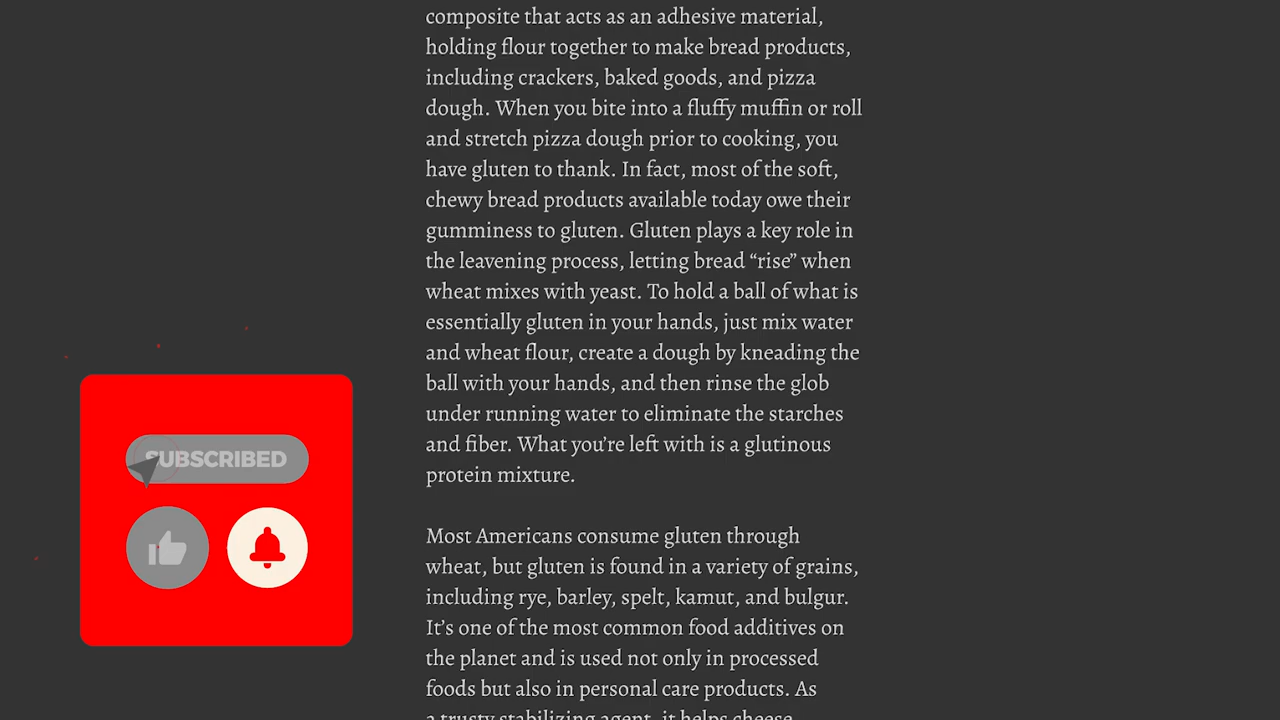 composite that acts as an adhesive material,
holding flour together to make bread products,
including crackers, baked goods, and pizza
dough. When you bite into a fluffy muffin or roll
and stretch pizza dough prior to cooking, you
have gluten to thank. In fact, most of the soft,
chewy bread products available today owe their
gumminess to gluten. Gluten plays a key role in
the leavening process, letting bread “rise” when
wheat mixes with yeast. To hold a ball of what is
essentially gluten in your hands, just mix water
and wheat flour, create a dough by kneading the
ball with your hands, and then rinse the glob
under running water to eliminate the starches
and fiber. What you’re left with is a glutinous
protein mixture.
Most Americans consume gluten through
wheat, but gluten is found in a variety of grains,
including rye, barley, spelt, kamut, and bulgur.
It’s one of the most common food additives on
the planet and is used not only in processed
foods but also in personal care products. As
a trusty stabilizing agent, it helps cheese
SUBSCRIBED